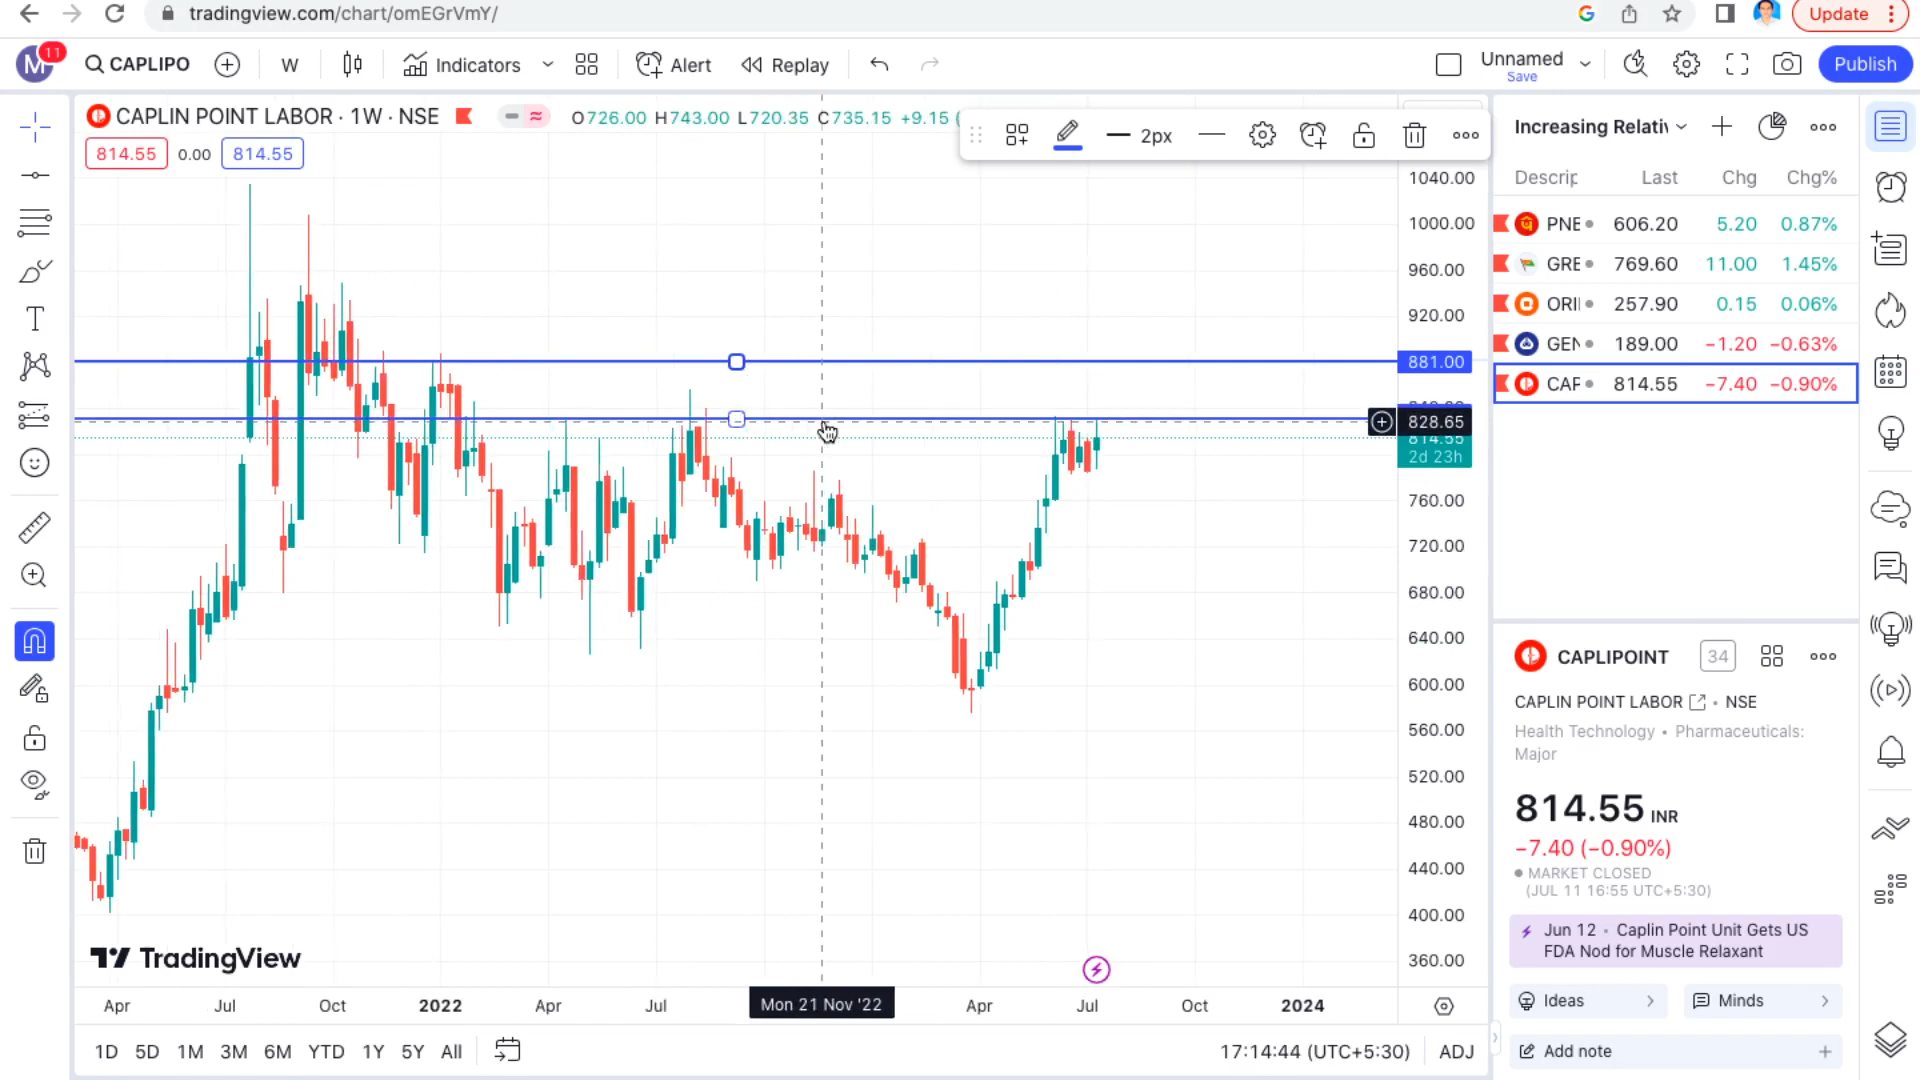 tradingview.com/chart/omEGrVmY/
Update
M 11
CAPLIPO
W
Indicators
Alert
Replay
Unnamed
Save
Publish
CAPLIN POINT LABOR · 1W · NSE
O726.00 H743.00 L720.35 C735.15 +9.15
2px
814.55 0.00 814.55
1040.00
1000.00
960.00
920.00
881.00
828.65
814.55
2d 23h
760.00
720.00
680.00
640.00
600.00
560.00
520.00
480.00
440.00
400.00
360.00
TradingView
Apr Jul Oct 2022 Apr Jul Mon 21 Nov '22 Apr Jul Oct 2024
1D 5D 1M 3M 6M YTD 1Y 5Y All
17:14:44 (UTC+5:30) ADJ
Increasing Relativ
Descrip Last Chg Chg%
PNB 606.20 5.20 0.87%
GRE 769.60 11.00 1.45%
ORI 257.90 0.15 0.06%
GEN 189.00 −1.20 −0.63%
CAP 814.55 −7.40 −0.90%
CAPLIPOINT 34
CAPLIN POINT LABOR • NSE
Health Technology • Pharmaceuticals:
Major
814.55 INR
−7.40 (−0.90%)
MARKET CLOSED
(JUL 11 16:55 UTC+5:30)
Jun 12 • Caplin Point Unit Gets US
FDA Nod for Muscle Relaxant
Ideas
Minds
Add note